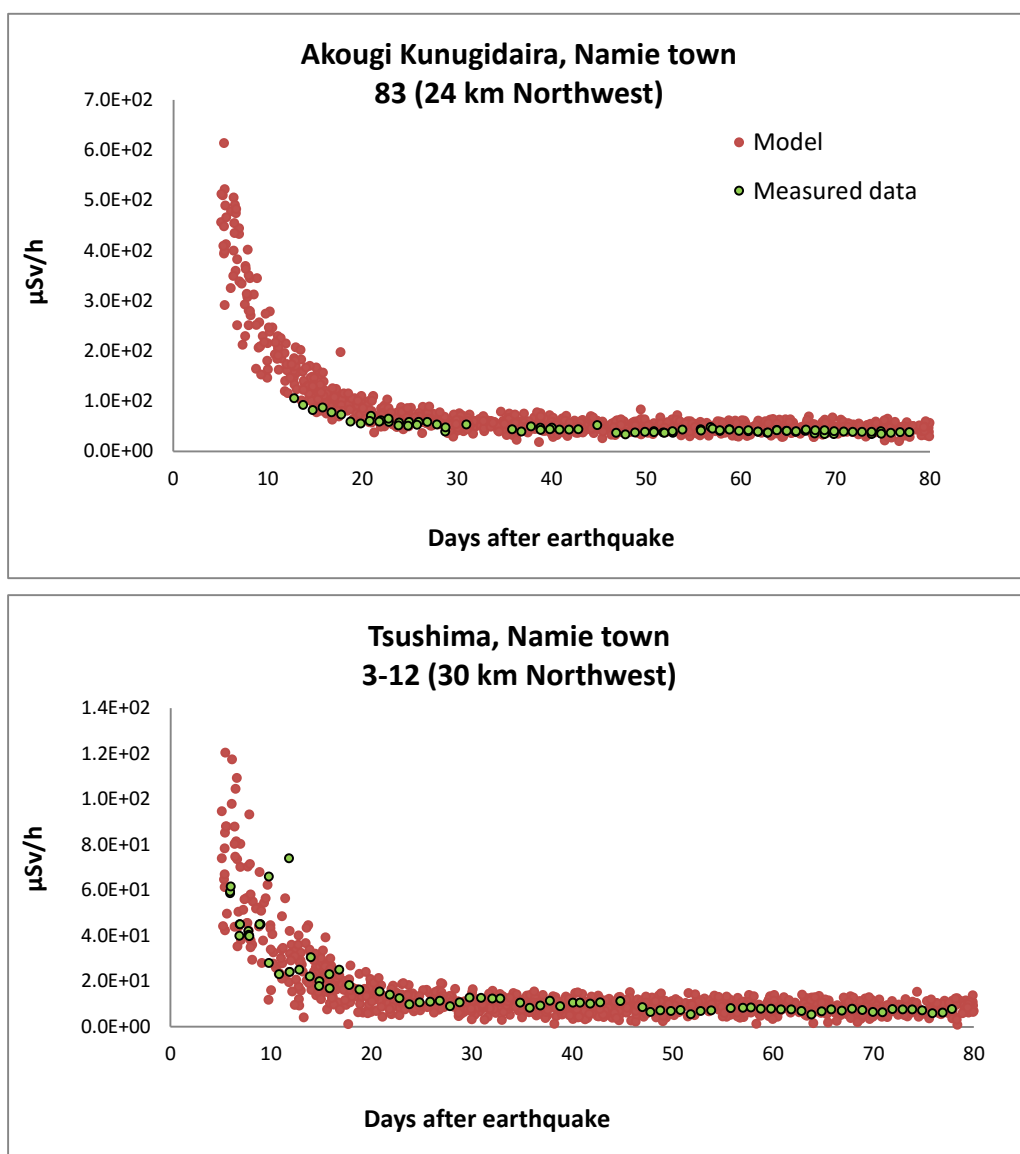 Akougi Kunugidaira, Namie town
83 (24 km Northwest)
7.0E+02
6.0E+02
5.0E+02
4.0E+02
3.0E+02
2.0E+02
1.0E+02
0.0E+00
µSv/h
Model
Measured data
0 10 20 30 40 50 60 70 80
Days after earthquake
Tsushima, Namie town
3-12 (30 km Northwest)
1.4E+02
1.2E+02
1.0E+02
8.0E+01
6.0E+01
4.0E+01
2.0E+01
0.0E+00
µSv/h
0 10 20 30 40 50 60 70 80
Days after earthquake